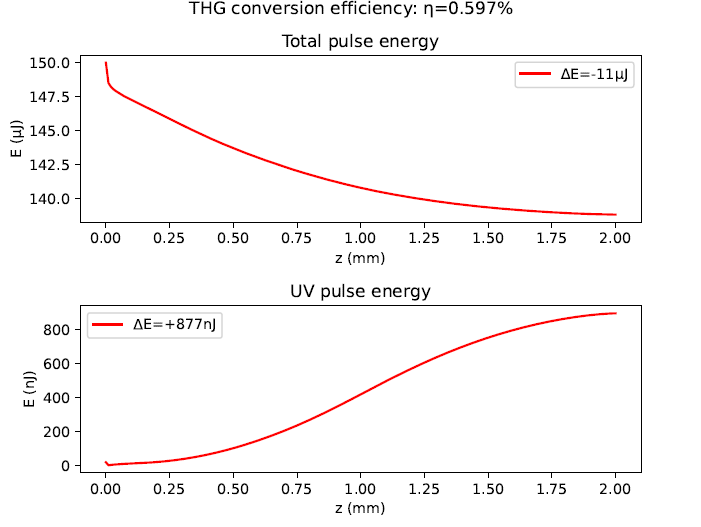 THG conversion efficiency: η=0.597%
Total pulse energy
150.0
147.5
145.0
142.5
140.0
E (μJ)
ΔE=-11μJ
0.00 0.25 0.50 0.75 1.00 1.25 1.50 1.75 2.00
z (mm)
UV pulse energy
800
600
400
200
0
E (nJ)
ΔE=+877nJ
0.00 0.25 0.50 0.75 1.00 1.25 1.50 1.75 2.00
z (mm)